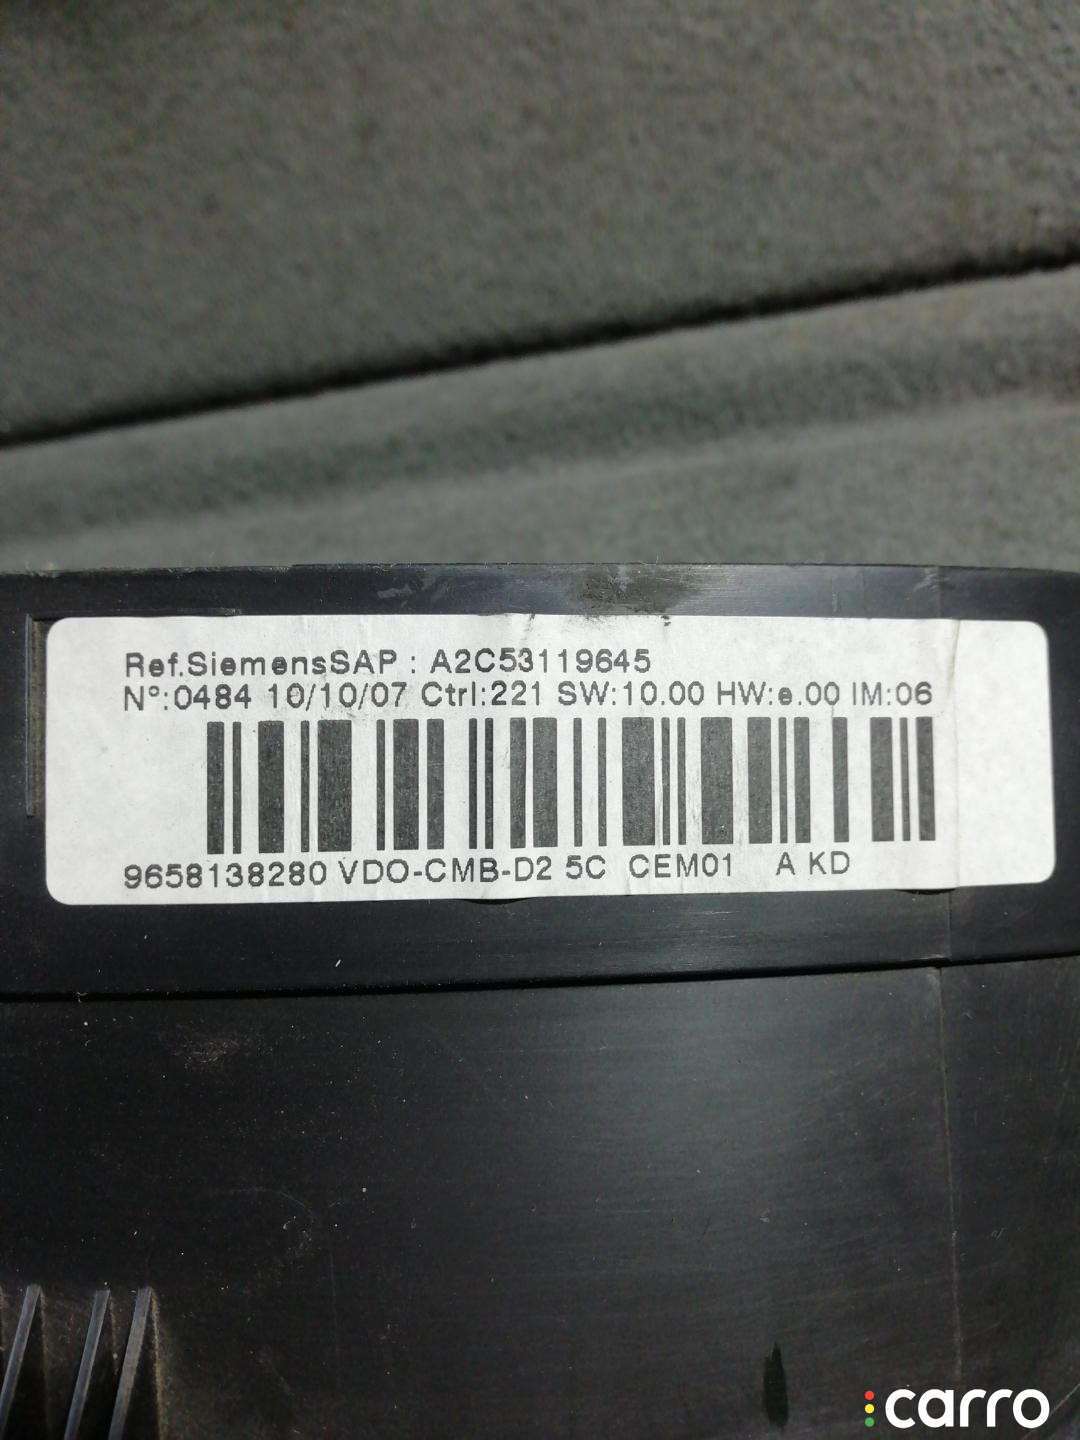 Ref.SiemensSAP : A2C53119645
N°:0484 10/10/07 Ctrl:221 SW:10.00 HW:e.00 IM:06
9658138280 VDO-CMB-D2 5C CEM01 A KD
carro